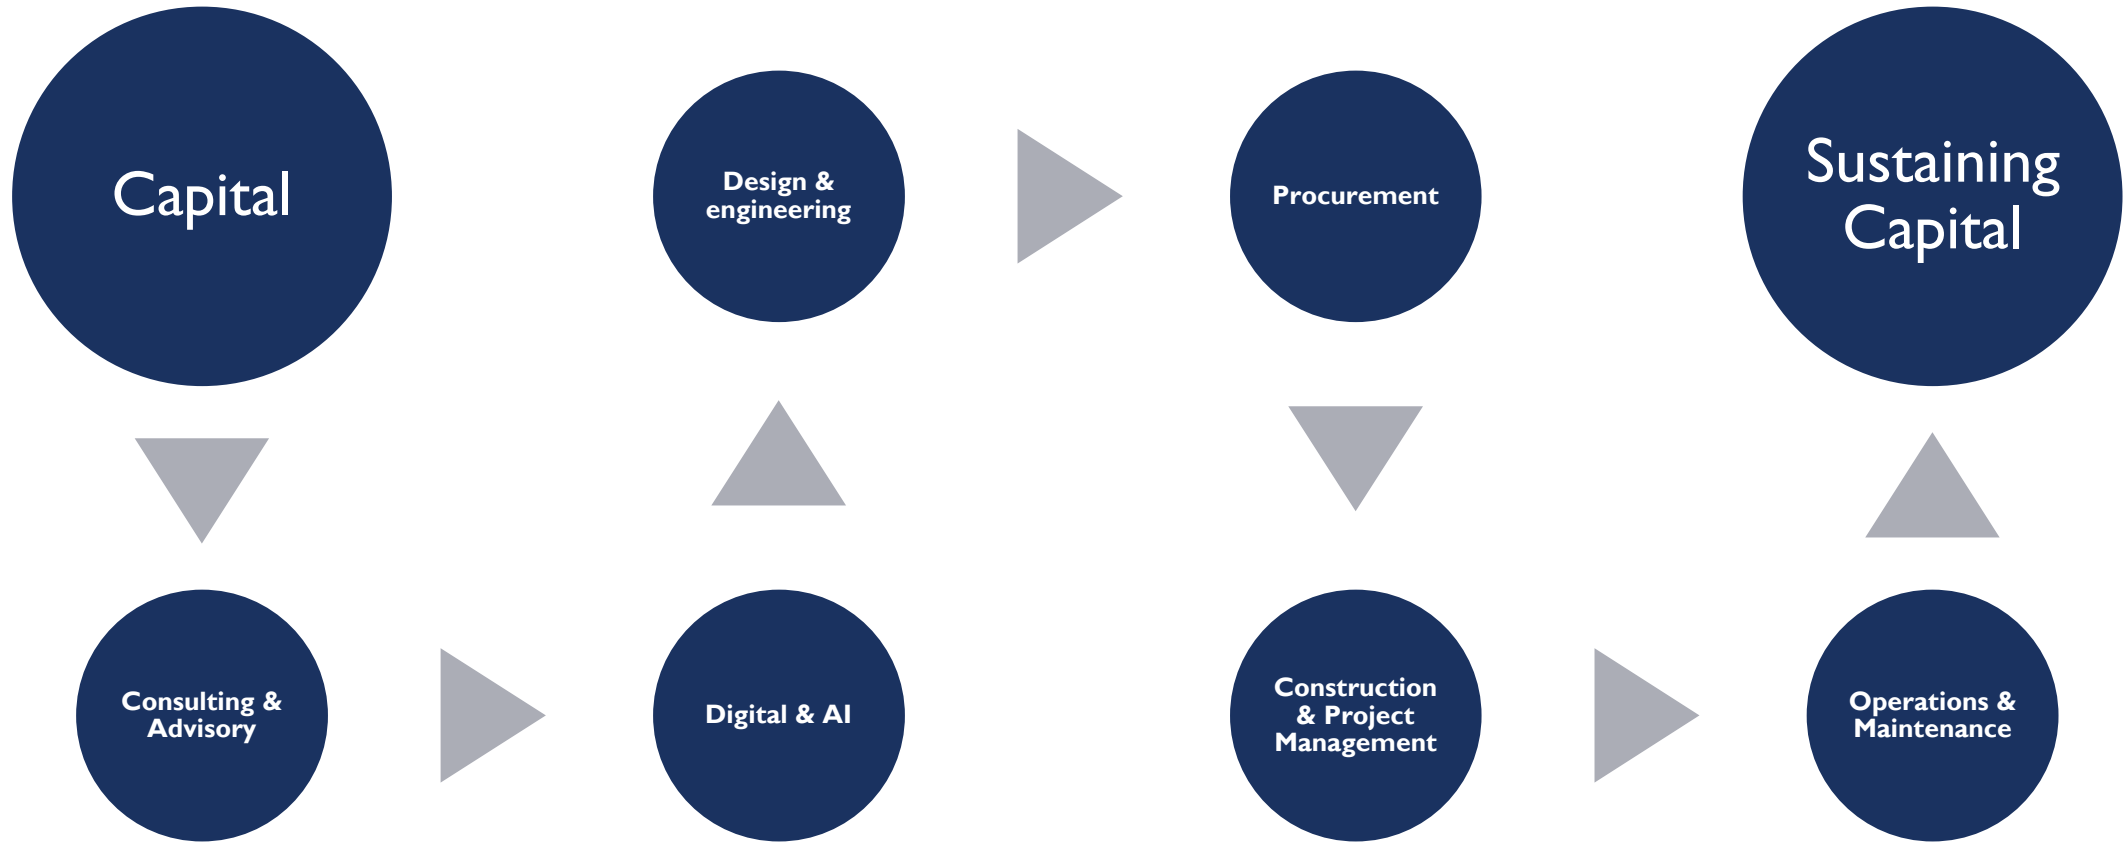 Capital
Consulting &
Advisory
Digital & AI
Design &
engineering
Procurement
Construction
& Project
Management
Operations &
Maintenance
Sustaining
Capital